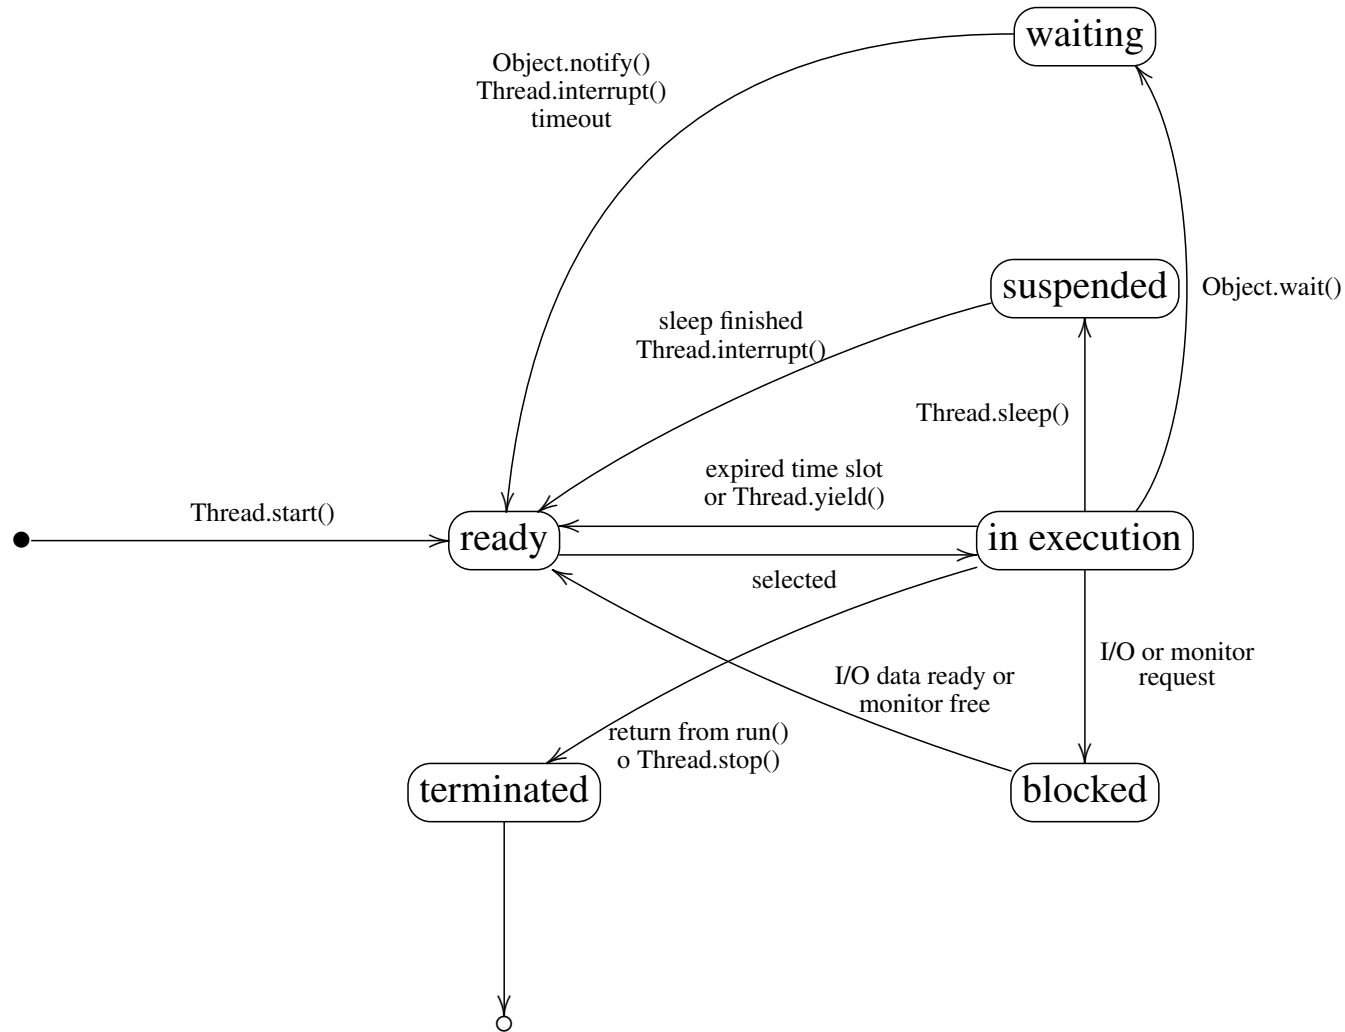 waiting
Object.notify()
Thread.interrupt()
timeout
suspended
Object.wait()
sleep finished
Thread.interrupt()
Thread.sleep()
expired time slot
or Thread.yield()
Thread.start()
ready
in execution
selected
I/O or monitor
request
I/O data ready or
monitor free
return from run()
o Thread.stop()
terminated
blocked